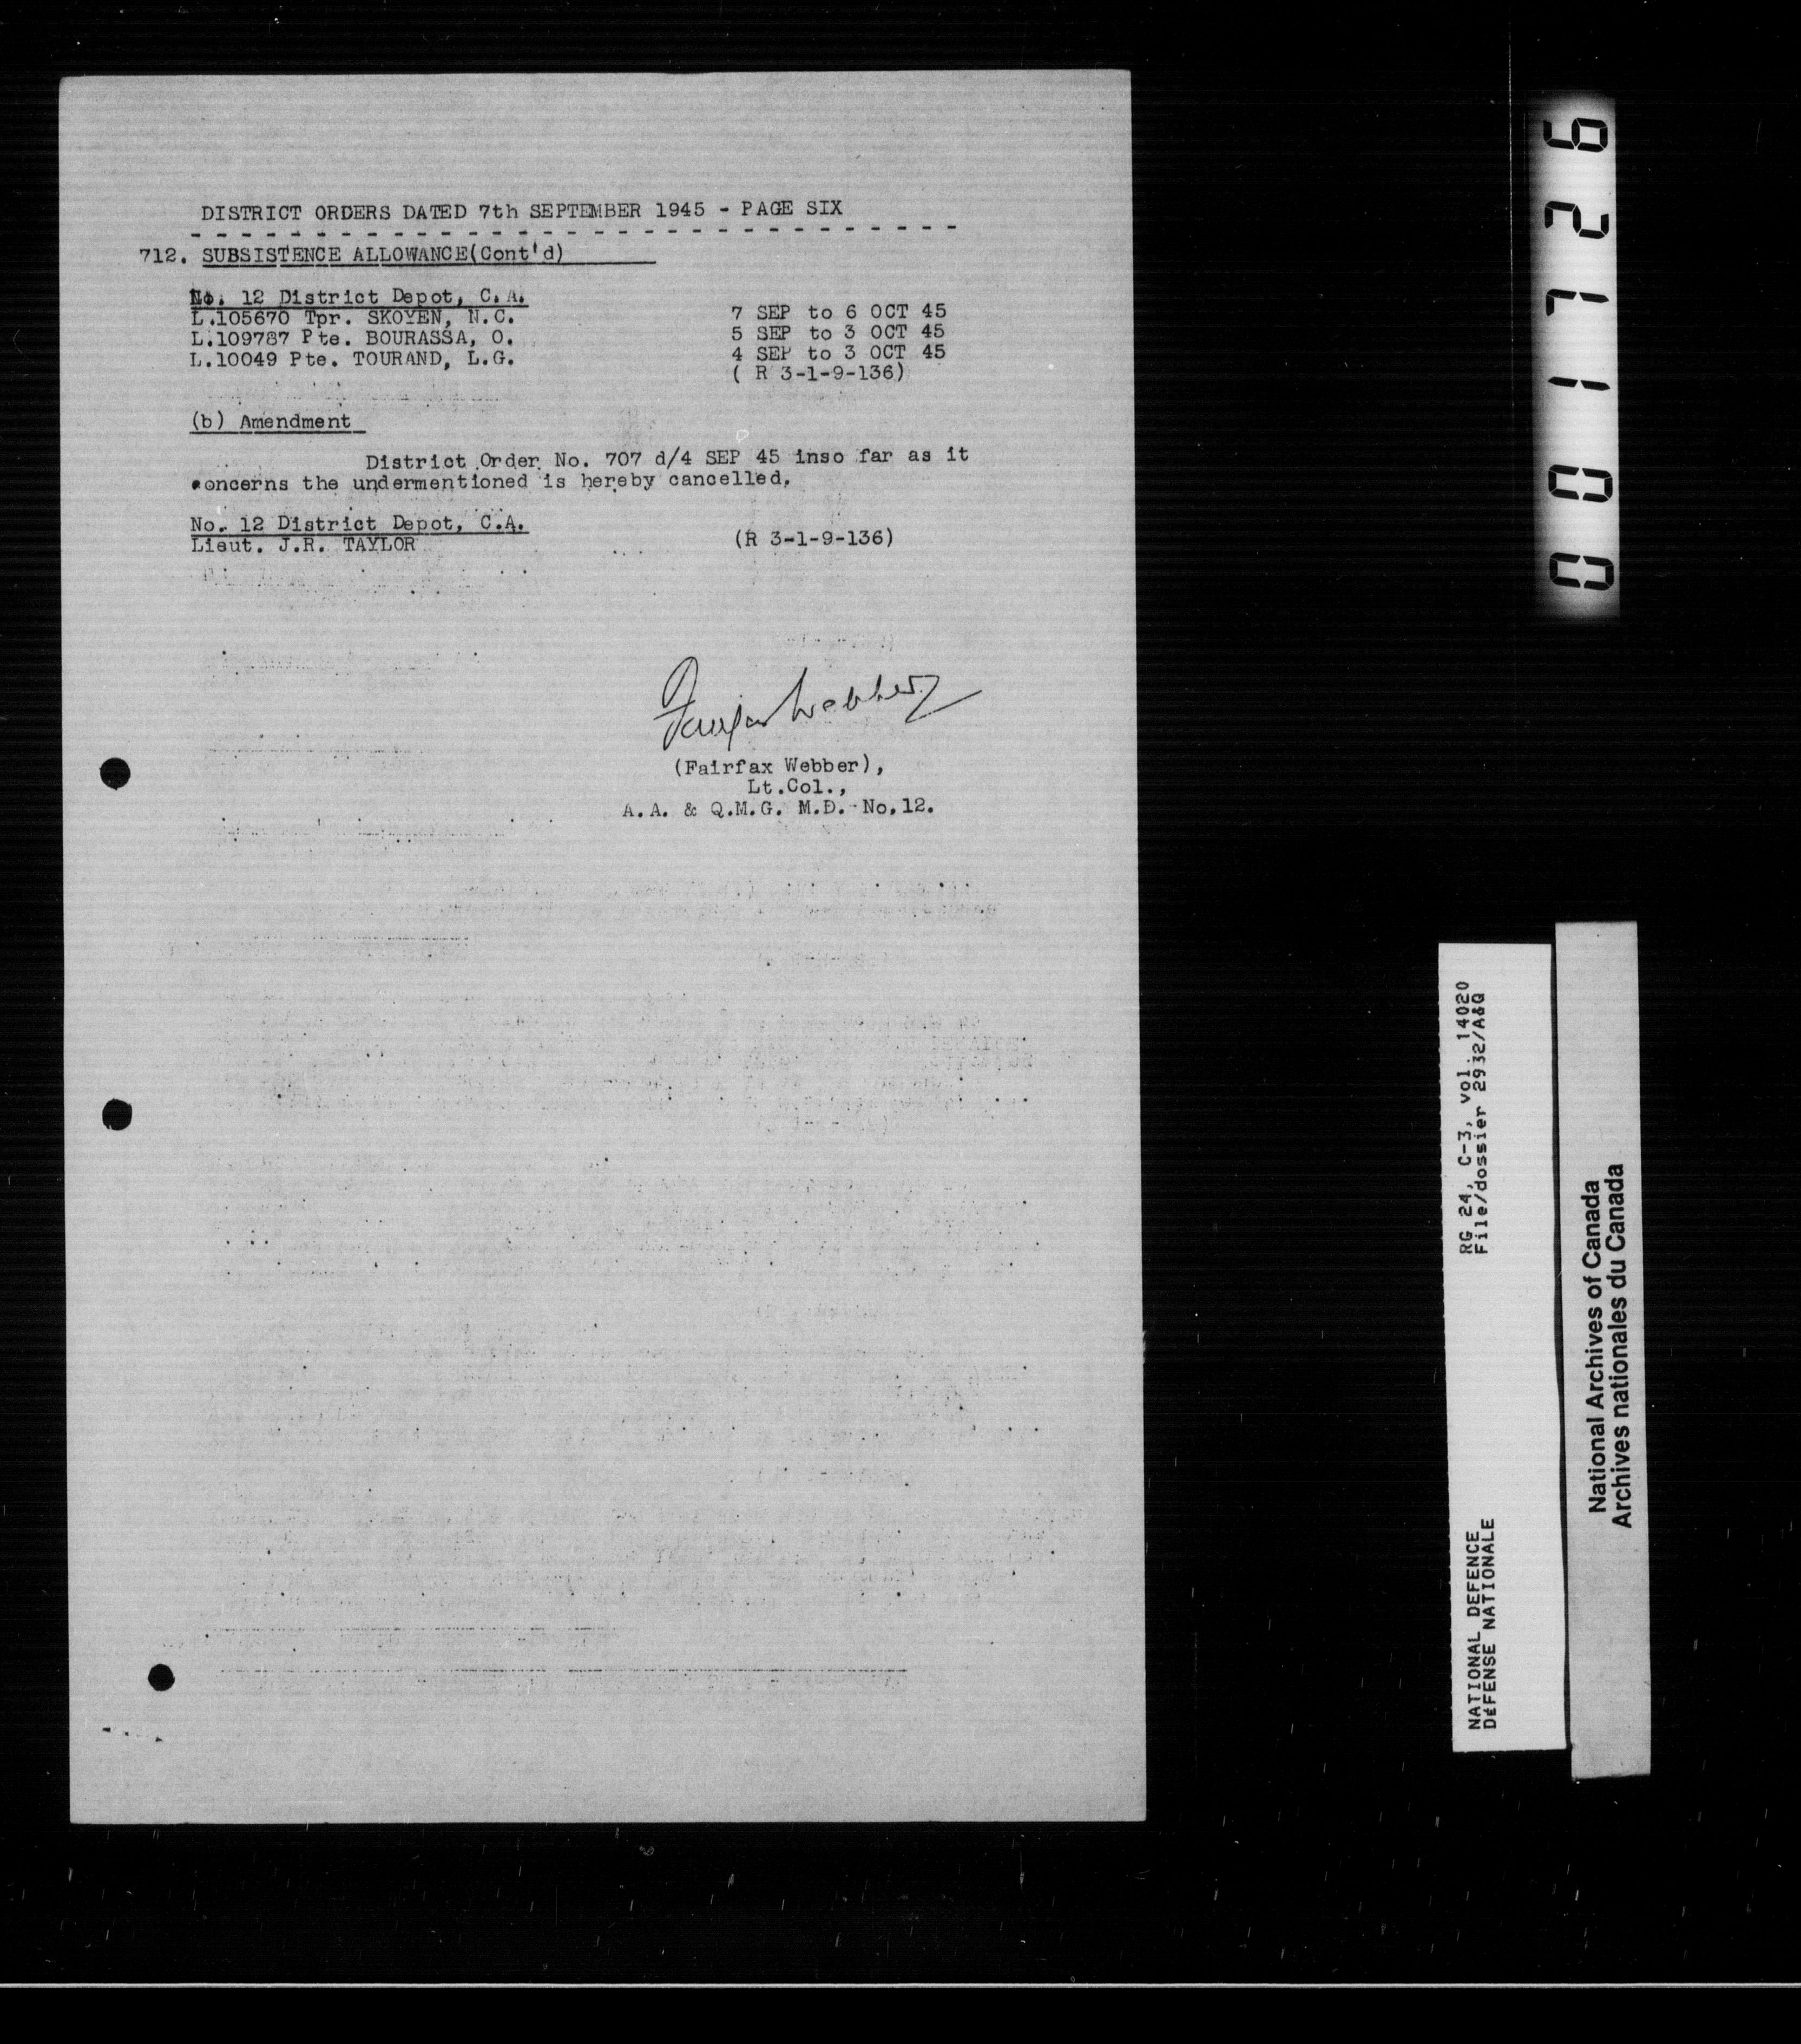 DISTRICT ORDERS DATED 7th SEPTEMBER 1945 - PAGE SIX
712. SUBSISTENCE ALLOWANCE(Cont'd)
No. 12 District Depot, C.A.
L.105670 Tpr. SKOYEN, N.C. 7 SEP to 6 OCT 45
L.109787 Pte. BOURASSA, O. 5 SEP to 3 OCT 45
L.10049 Pte. TOURAND, L.G. 4 SEP to 3 OCT 45
( R 3-1-9-136)
(b) Amendment
District Order No. 707 d/4 SEP 45 inso far as it
concerns the undermentioned is hereby cancelled.
No. 12 District Depot, C.A.
Lieut. J.R. TAYLOR (R 3-1-9-136)
Fairfax Webber
(Fairfax Webber),
Lt.Col.,
A.A. & Q.M.G. M.D. No.12.
001726
RG 24, C-3, vol. 14020
File/dossier 2932/A&Q
NATIONAL DEFENCE
DÉFENSE NATIONALE
National Archives of Canada
Archives nationales du Canada